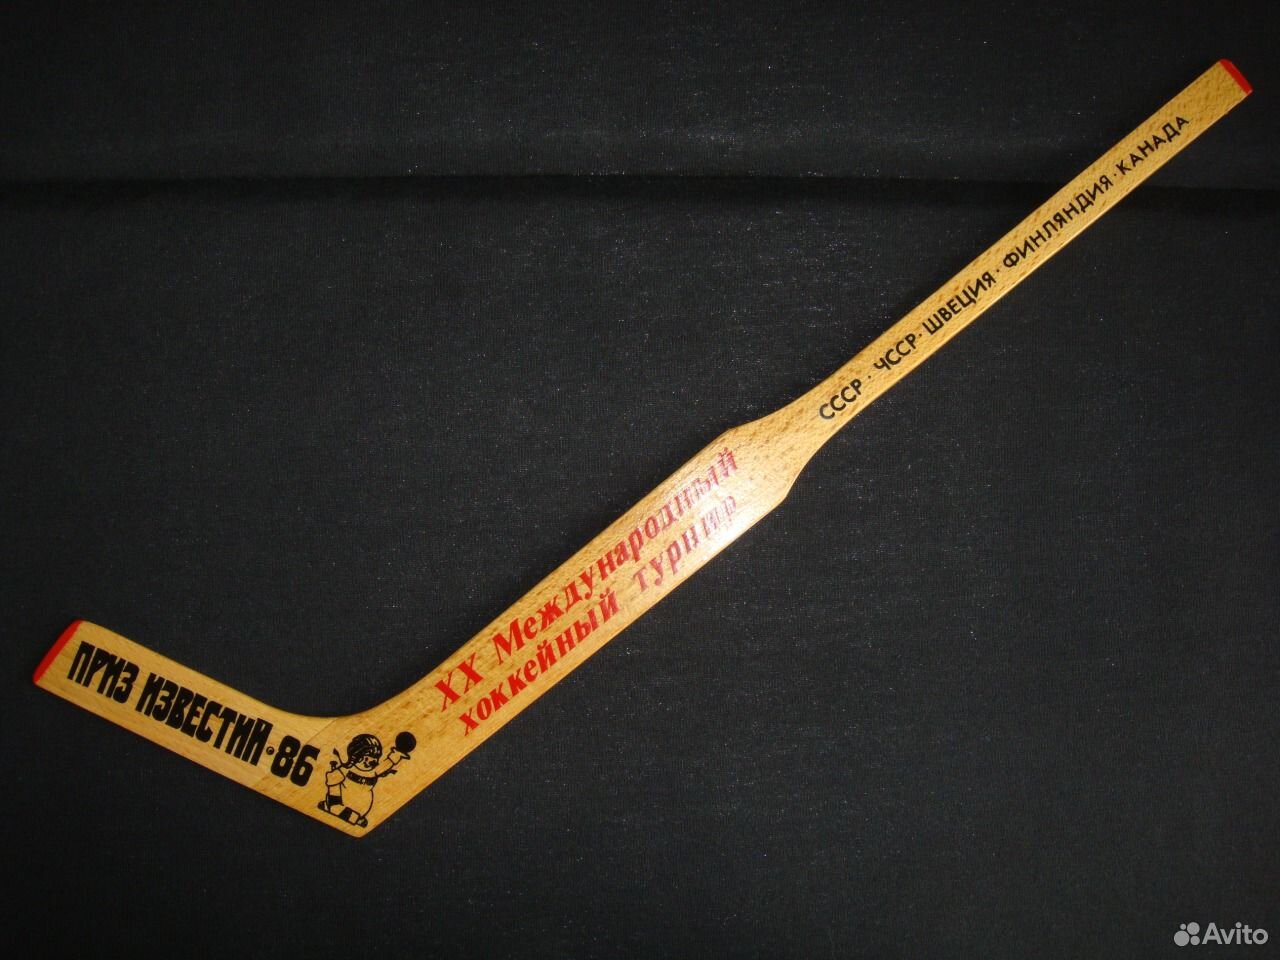 ПРИЗ ИЗВЕСТИЙ·86
XX Международный
хоккейный турнир
СССР · ЧССР · ШВЕЦИЯ · ФИНЛЯНДИЯ · КАНАДА
Avito